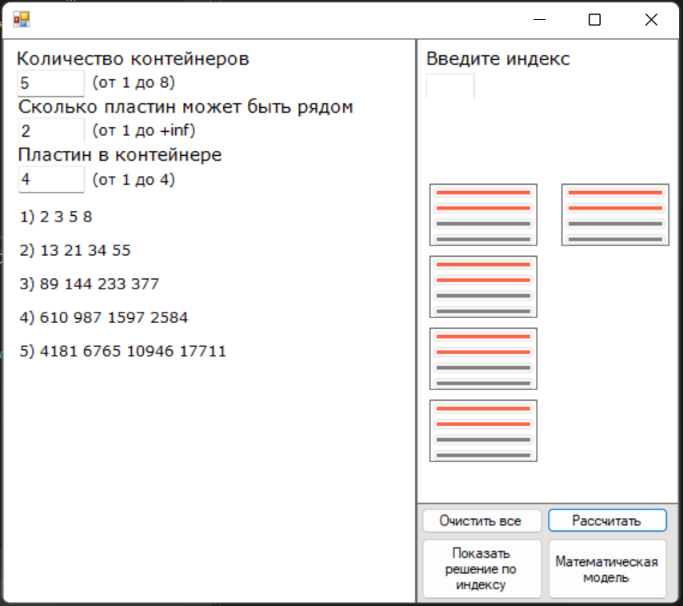 Количество контейнеров
5 (от 1 до 8)
Сколько пластин может быть рядом
2 (от 1 до +inf)
Пластин в контейнере
4 (от 1 до 4)
1) 2 3 5 8
2) 13 21 34 55
3) 89 144 233 377
4) 610 987 1597 2584
5) 4181 6765 10946 17711
Введите индекс
Очистить все
Рассчитать
Показать
решение по
индексу
Математическая
модель